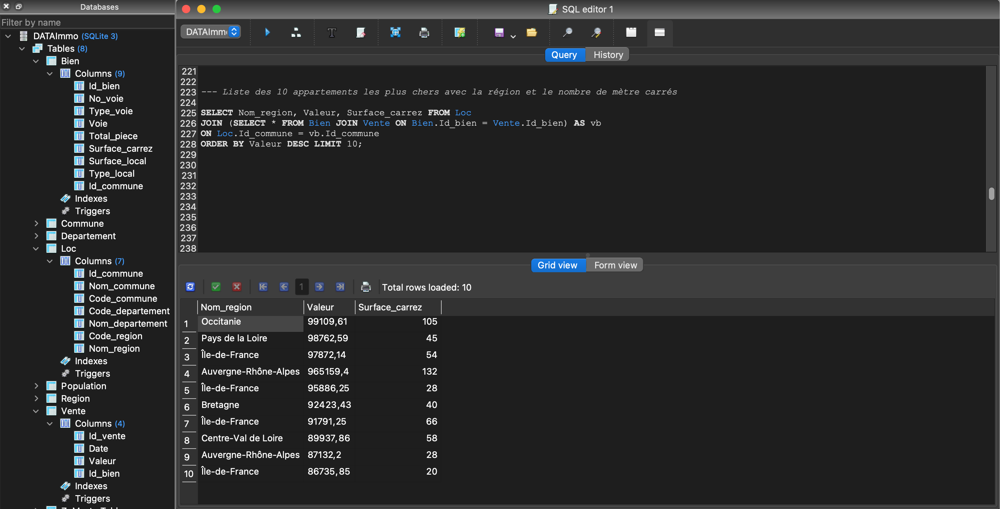 Databases
Filter by name
DATAImmo (SQLite 3)
Tables (8)
Bien
Columns (9)
Id_bien
No_voie
Type_voie
Voie
Total_piece
Surface_carrez
Surface_local
Type_local
Id_commune
Indexes
Triggers
Commune
Departement
Loc
Columns (7)
Id_commune
Nom_commune
Code_commune
Code_departement
Nom_departement
Code_region
Nom_region
Indexes
Triggers
Population
Region
Vente
Columns (4)
Id_vente
Date
Valeur
Id_bien
Indexes
Triggers
SQL editor 1
DATAImm
Query History
221
222
223 --- Liste des 10 appartements les plus chers avec la région et le nombre de mètre carrés
224
225 SELECT Nom_region, Valeur, Surface_carrez FROM Loc
226 JOIN (SELECT * FROM Bien JOIN Vente ON Bien.Id_bien = Vente.Id_bien) AS vb
227 ON Loc.Id_commune = vb.Id_commune
228 ORDER BY Valeur DESC LIMIT 10;
229
230
231
232
233
234
235
236
237
238
Grid view Form view
1 Total rows loaded: 10
Nom_region Valeur Surface_carrez
1 Occitanie 99109,61 105
2 Pays de la Loire 98762,59 45
3 Île-de-France 97872,14 54
4 Auvergne-Rhône-Alpes 965159,4 132
5 Île-de-France 95886,25 28
6 Bretagne 92423,43 40
7 Île-de-France 91791,25 66
8 Centre-Val de Loire 89937,86 58
9 Auvergne-Rhône-Alpes 87132,2 28
10 Île-de-France 86735,85 20